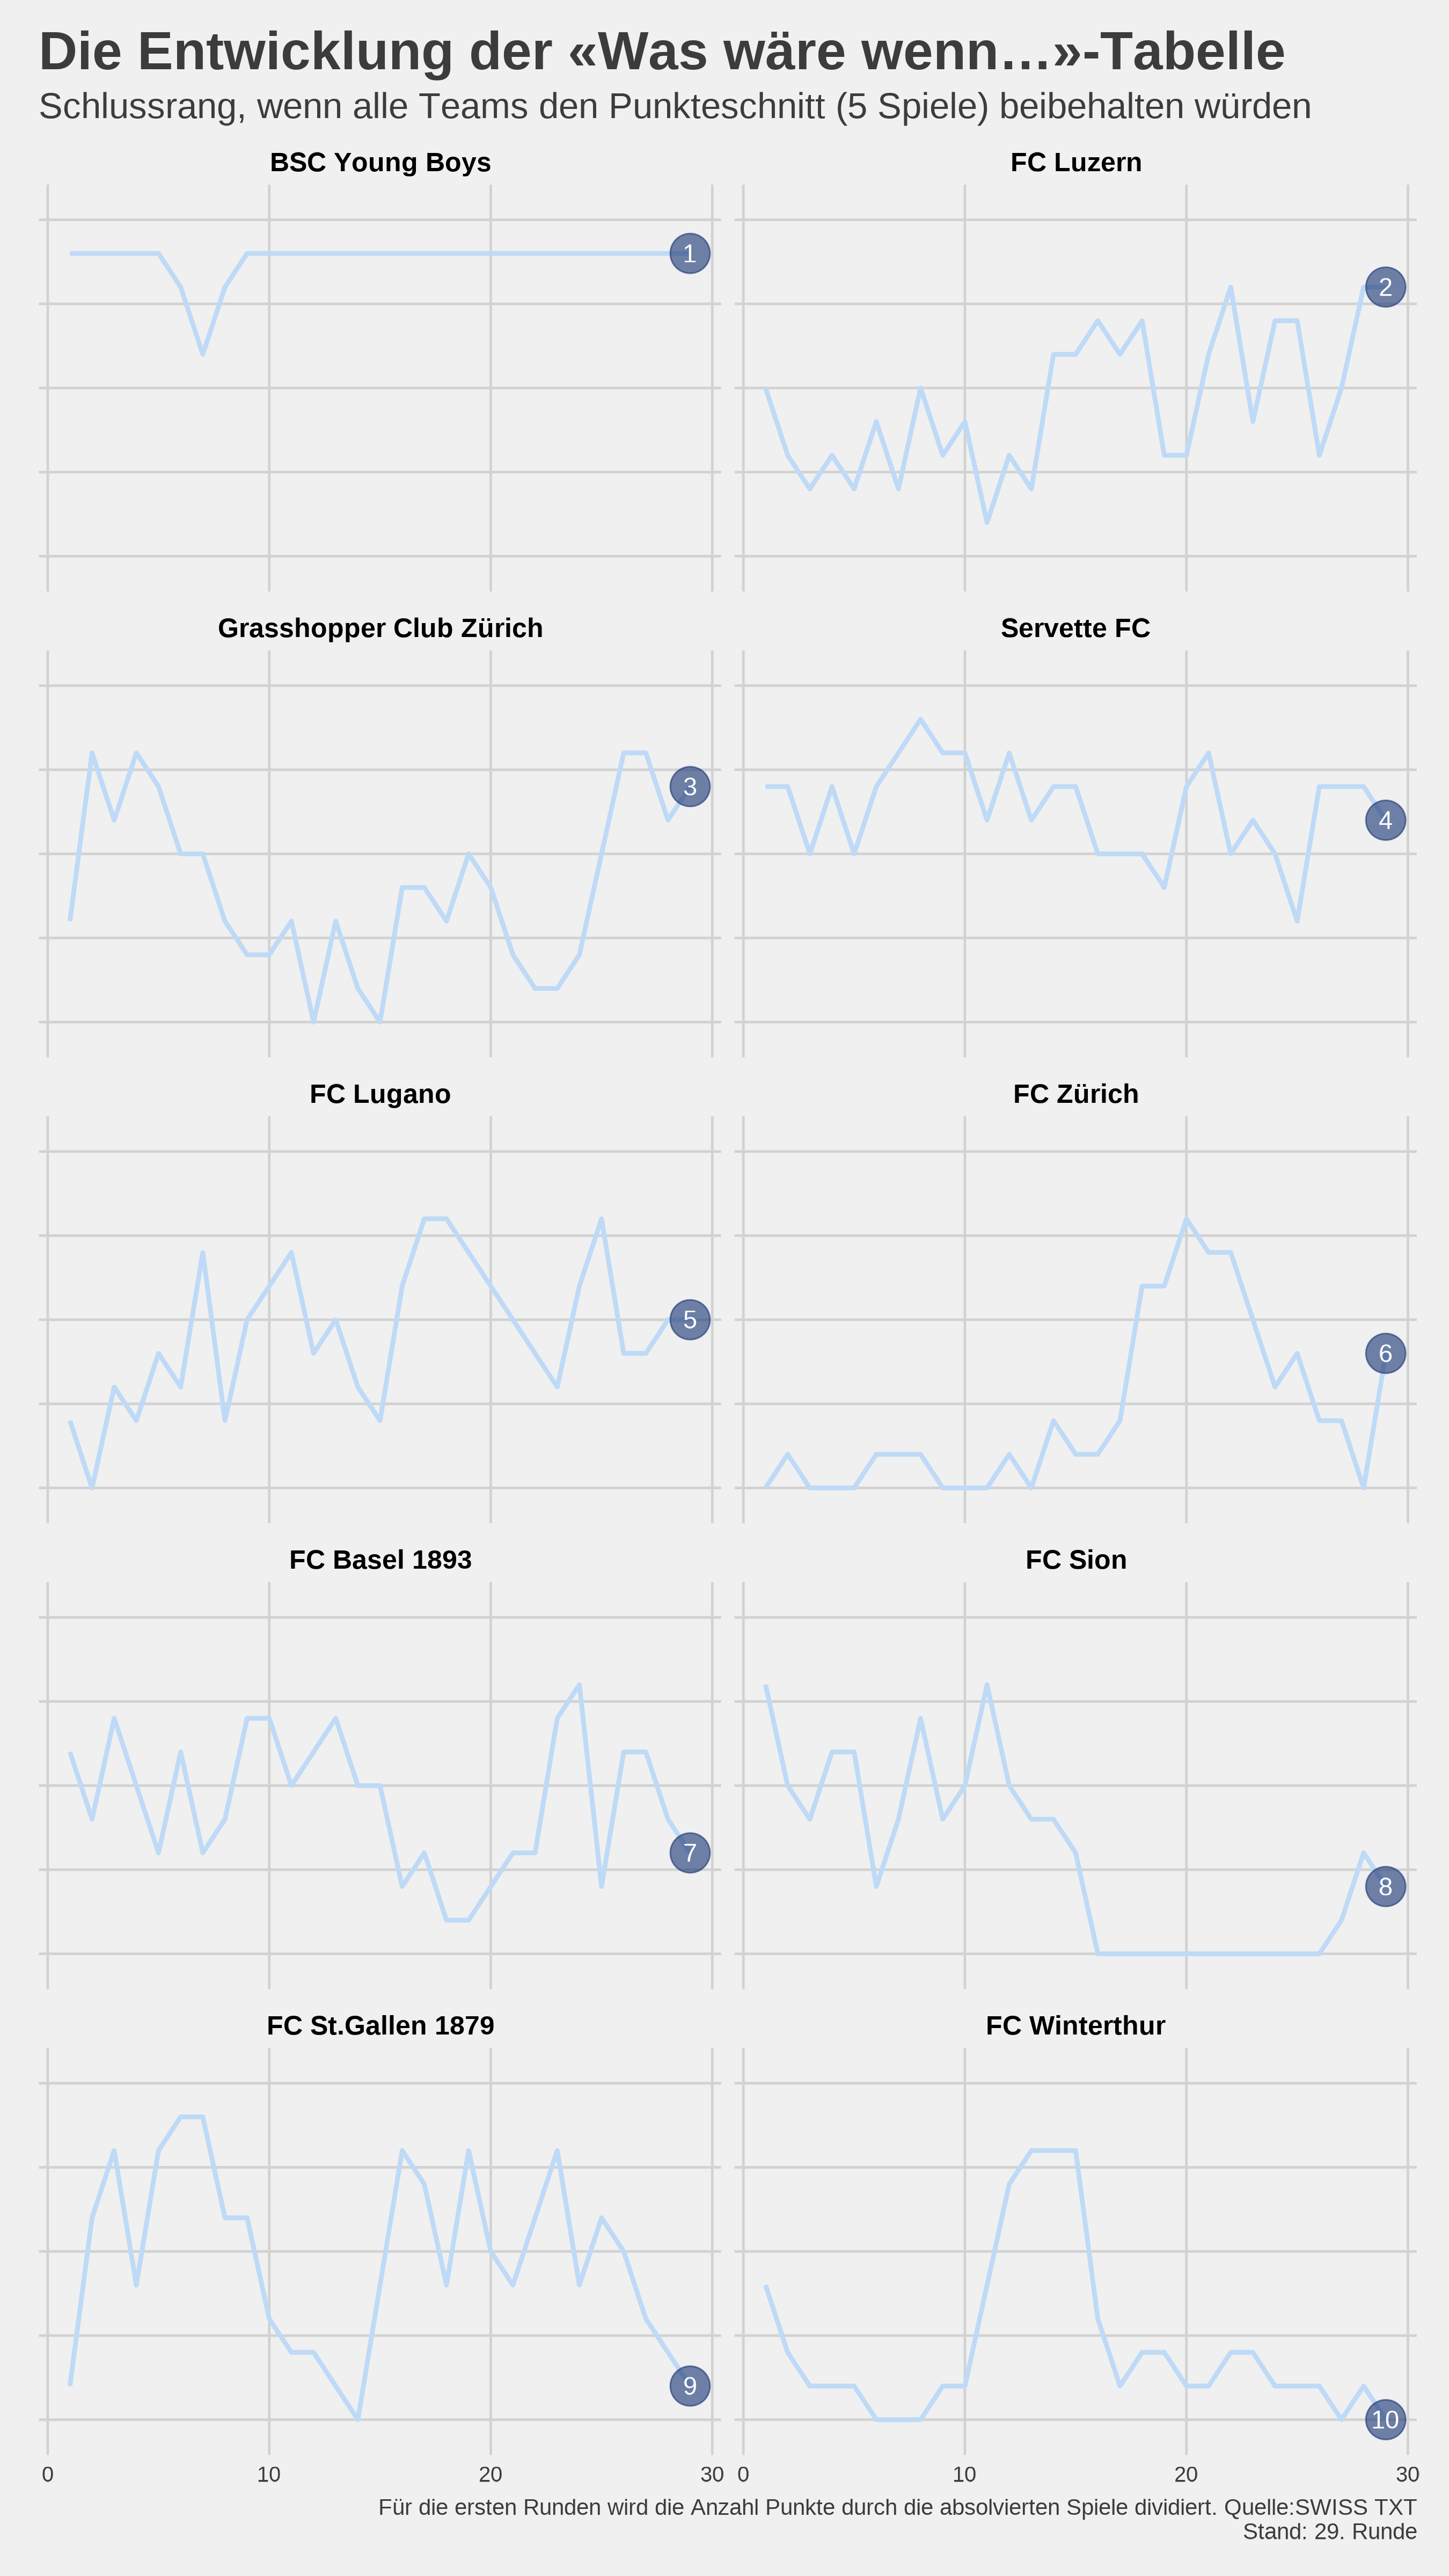 Die Entwicklung der «Was wäre wenn…»-Tabelle
Schlussrang, wenn alle Teams den Punkteschnitt (5 Spiele) beibehalten würden
BSC Young Boys
FC Luzern
1
2
Grasshopper Club Zürich
Servette FC
3
4
FC Lugano
FC Zürich
5
6
FC Basel 1893
FC Sion
7
8
FC St.Gallen 1879
FC Winterthur
9
10
0 10 20 30 0 10 20 30
Für die ersten Runden wird die Anzahl Punkte durch die absolvierten Spiele dividiert. Quelle:SWISS TXT
Stand: 29. Runde